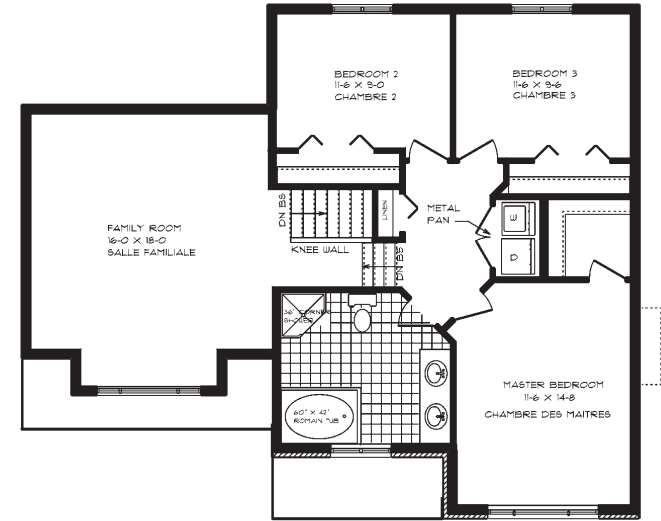 BEDROOM 2
11-6 X 9-0
CHAMBRE 2
BEDROOM 3
11-6 X 9-6
CHAMBRE 3
DN BS
LINEN
METAL
PAN
W
D
FAMILY ROOM
16-0 X 18-0
SALLE FAMILIALE
KNEE WALL
DN BS
36" CORNER
SHOWER
MASTER BEDROOM
11-6 X 14-8
CHAMBRE DES MAITRES
60" X 42"
ROMAN TUB